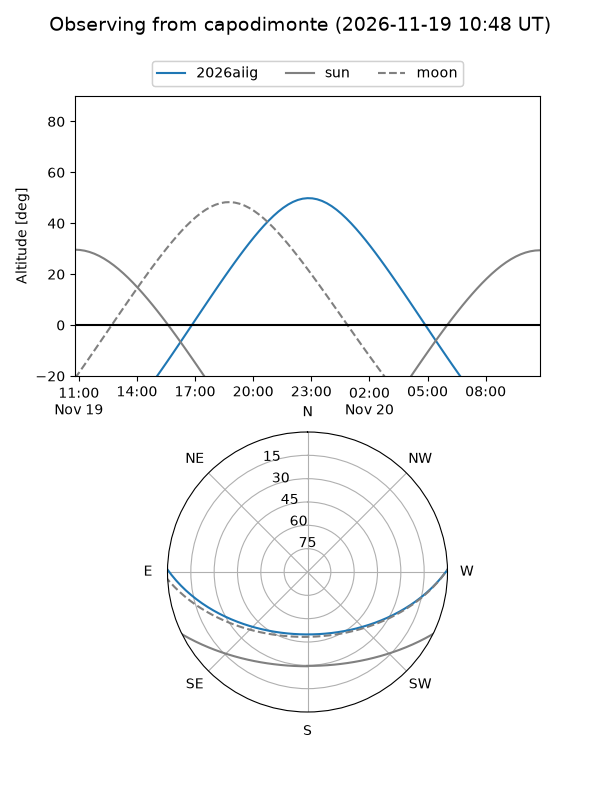 Observing from capodimonte (2026-11-19 10:48 UT)
2026aiig sun moon
Altitude [deg]
80
60
40
20
0
−20
11:00 14:00 17:00 20:00 23:00 02:00 05:00 08:00
Nov 19 Nov 20
N
NE NW
15
30
45
60
75
E W
SE SW
S